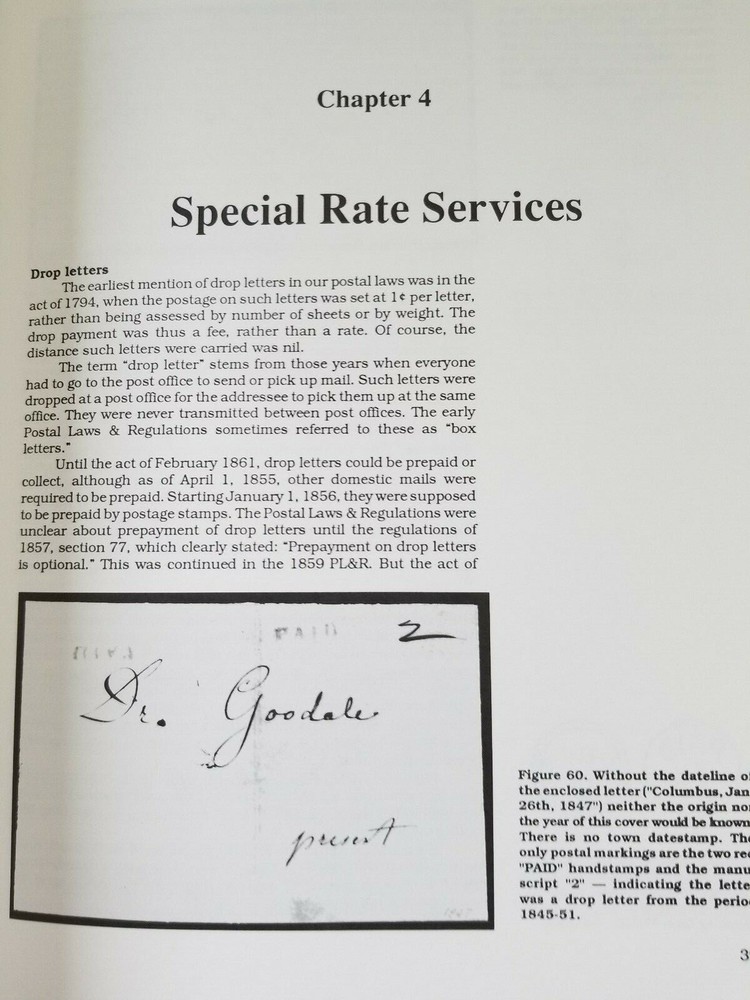 Chapter 4
Special Rate Services
Drop letters
The earliest mention of drop letters in our postal laws was in the
act of 1794, when the postage on such letters was set at 1¢ per letter,
rather than being assessed by number of sheets or by weight. The
drop payment was thus a fee, rather than a rate. Of course, the
distance such letters were carried was nil.
The term "drop letter" stems from those years when everyone
had to go to the post office to send or pick up mail. Such letters were
dropped at a post office for the addressee to pick them up at the same
office. They were never transmitted between post offices. The early
Postal Laws & Regulations sometimes referred to these as "box
letters."
Until the act of February 1861, drop letters could be prepaid or
collect, although as of April 1, 1855, other domestic mails were
required to be prepaid. Starting January 1, 1856, they were supposed
to be prepaid by postage stamps. The Postal Laws & Regulations were
unclear about prepayment of drop letters until the regulations of
1857, section 77, which clearly stated: "Prepayment on drop letters
is optional." This was continued in the 1859 PL&R. But the act of
PAID
2
Dr. Goodale
present
Figure 60. Without the dateline
the enclosed letter ("Columbus, Jan
26th, 1847") neither the origin
the year of this cover would be known
There is no town datestamp.
only postal markings are the two
"PAID" handstamps and the manu
script "2" — indicating the
was a drop letter from the
1845-51.
3